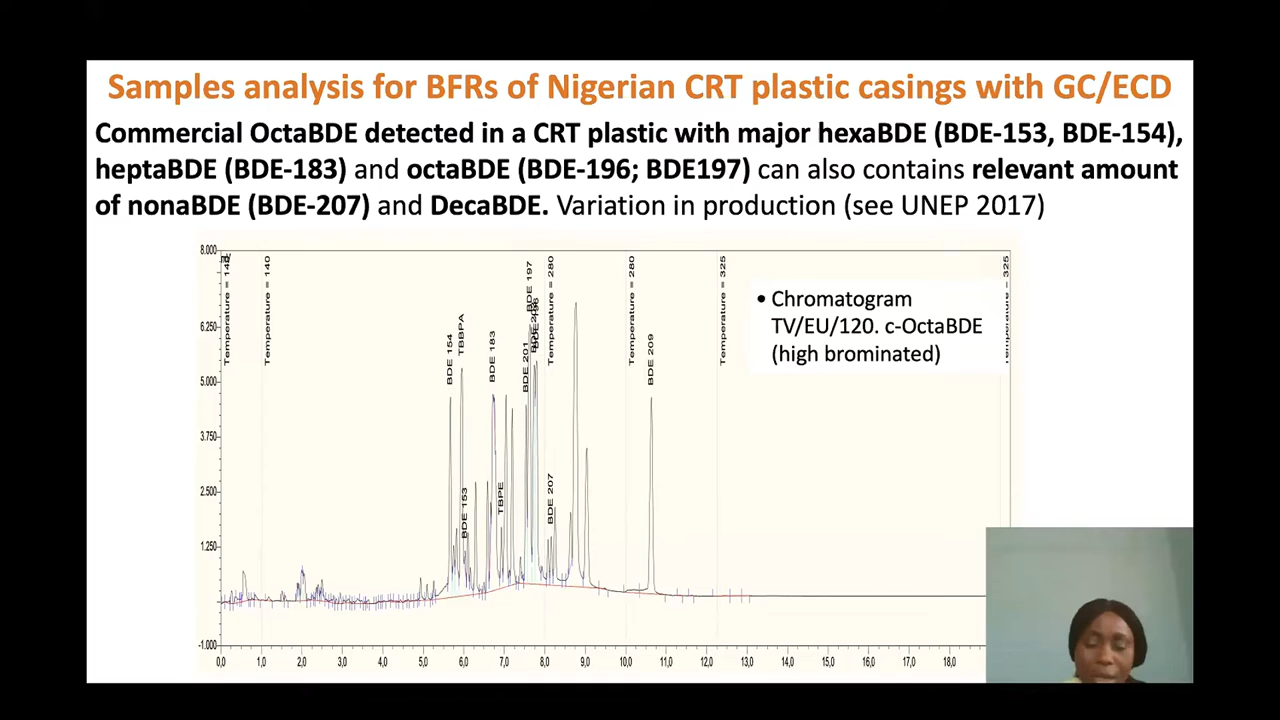 Samples analysis for BFRs of Nigerian CRT plastic casings with GC/ECD
Commercial OctaBDE detected in a CRT plastic with major hexaBDE (BDE-153, BDE-154),
heptaBDE (BDE-183) and octaBDE (BDE-196; BDE197) can also contains relevant amount
of nonaBDE (BDE-207) and DecaBDE. Variation in production (see UNEP 2017)
• Chromatogram
TV/EU/120. c-OctaBDE
(high brominated)
8.000
6.250
5.000
3.750
2.500
1.250
-1.000
Temperature = 140
BDE 154
TBBPA
BDE 153
BDE 183
TBPE
BDE 201
BDE 197
BDE 207
Temperature = 280
Temperature = 280
BDE 209
Temperature = 325
Temperature = 325
0,0 1,0 2,0 3,0 4,0 5,0 6,0 7,0 8,0 9,0 10,0 11,0 12,0 13,0 14,0 15,0 16,0 17,0 18,0